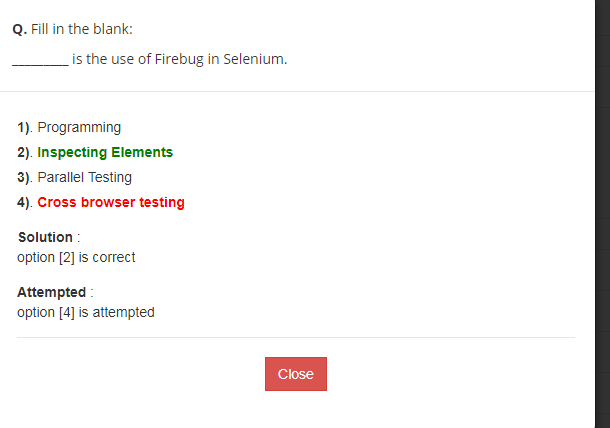 Q. Fill in the blank:
_________ is the use of Firebug in Selenium.
1). Programming
2). Inspecting Elements
3). Parallel Testing
4). Cross browser testing
Solution :
option [2] is correct
Attempted :
option [4] is attempted
Close